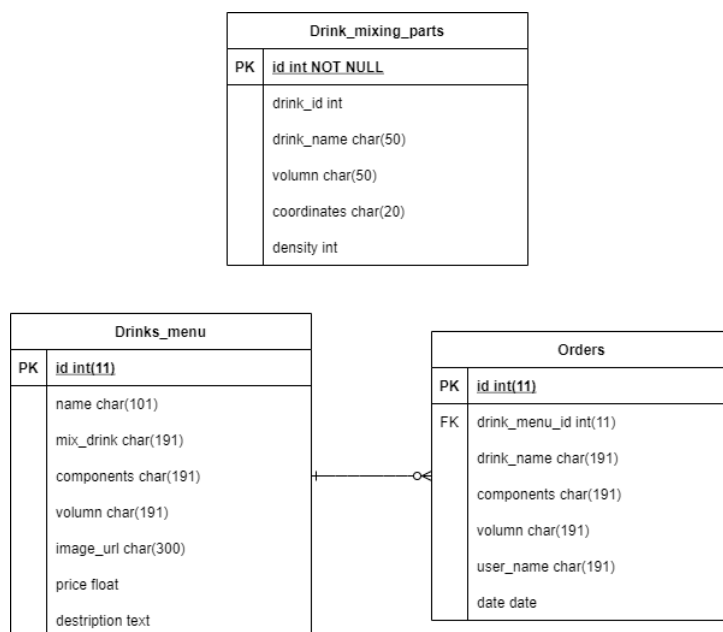 Drink_mixing_parts
PK id int NOT NULL
drink_id int
drink_name char(50)
volumn char(50)
coordinates char(20)
density int
Drinks_menu
PK id int(11)
name char(101)
mix_drink char(191)
components char(191)
volumn char(191)
image_url char(300)
price float
destription text
Orders
PK id int(11)
FK drink_menu_id int(11)
drink_name char(191)
components char(191)
volumn char(191)
user_name char(191)
date date